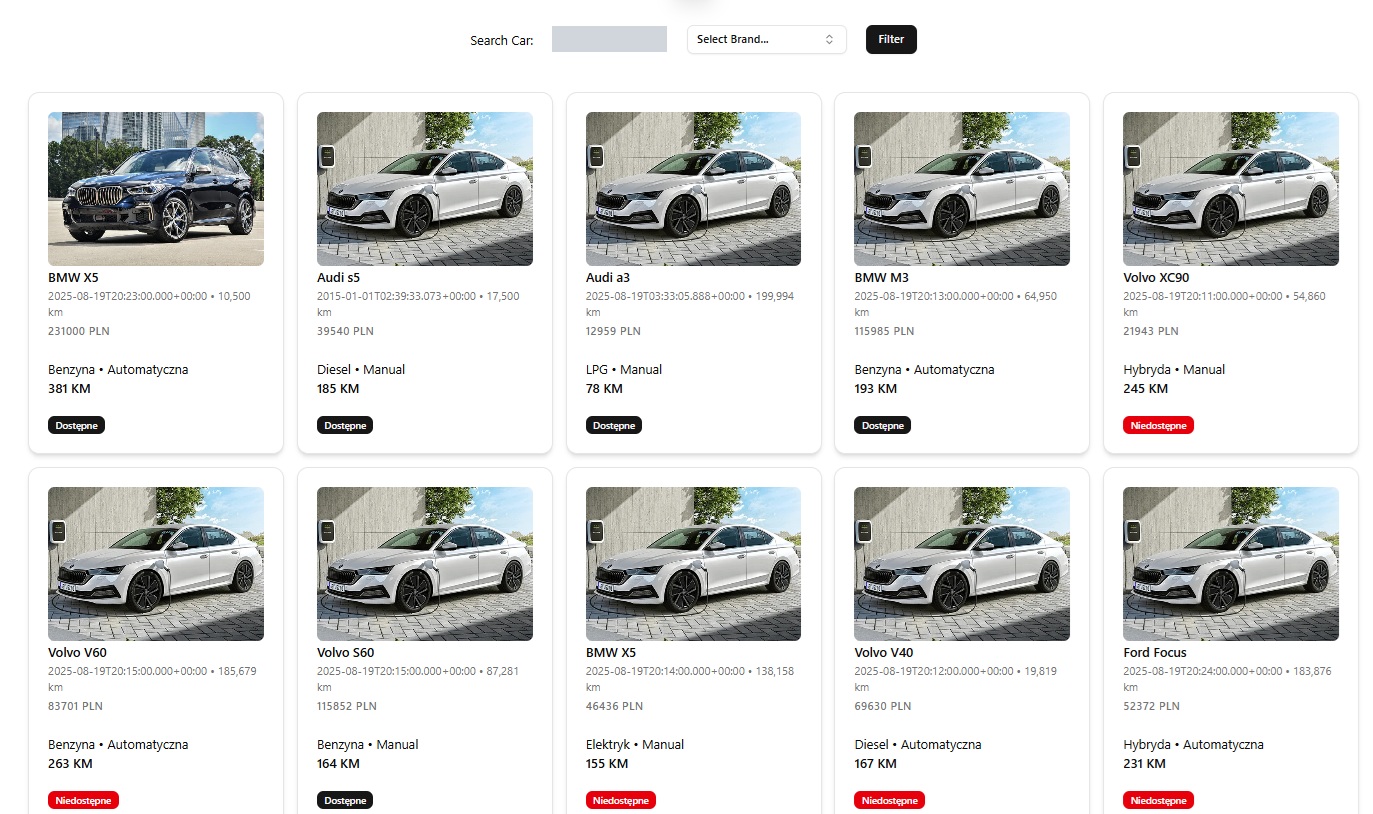 Search Car:
Select Brand...
Filter
BMW X5
2025-08-19T20:23:00.000+00:00 • 10,500
km
231000 PLN
Benzyna • Automatyczna
381 KM
Dostępne
Audi s5
2015-01-01T02:39:33.073+00:00 • 17,500
km
39540 PLN
Diesel • Manual
185 KM
Dostępne
Audi a3
2025-08-19T03:33:05.888+00:00 • 199,994
km
12959 PLN
LPG • Manual
78 KM
Dostępne
BMW M3
2025-08-19T20:13:00.000+00:00 • 64,950
km
115985 PLN
Benzyna • Automatyczna
193 KM
Dostępne
Volvo XC90
2025-08-19T20:11:00.000+00:00 • 54,860
km
21943 PLN
Hybryda • Manual
245 KM
Niedostępne
Volvo V60
2025-08-19T20:15:00.000+00:00 • 185,679
km
83701 PLN
Benzyna • Automatyczna
263 KM
Niedostępne
Volvo S60
2025-08-19T20:15:00.000+00:00 • 87,281
km
115852 PLN
Benzyna • Manual
164 KM
Dostępne
BMW X5
2025-08-19T20:14:00.000+00:00 • 138,158
km
46436 PLN
Elektryk • Manual
155 KM
Niedostępne
Volvo V40
2025-08-19T20:12:00.000+00:00 • 19,819
km
69630 PLN
Diesel • Automatyczna
167 KM
Niedostępne
Ford Focus
2025-08-19T20:24:00.000+00:00 • 183,876
km
52372 PLN
Hybryda • Automatyczna
231 KM
Niedostępne